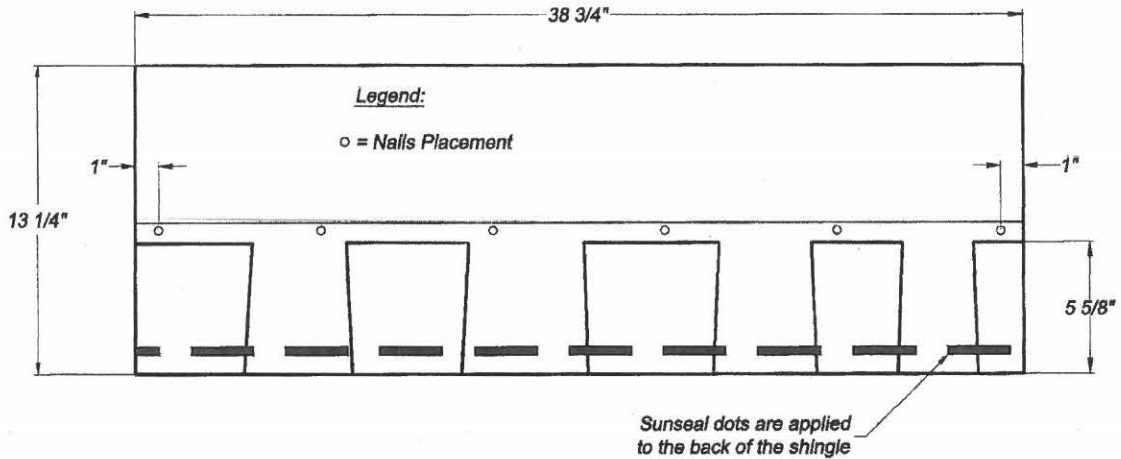 38 3/4"
Legend:
o = Nails Placement
1"
1"
13 1/4"
5 5/8"
Sunseal dots are applied
to the back of the shingle